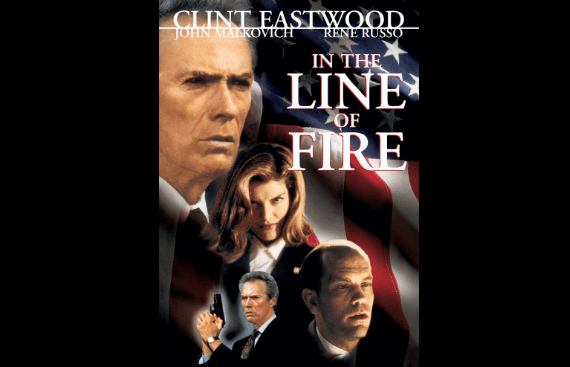 CLINT EASTWOOD
JOHN MALKOVICH RENE RUSSO
IN THE
LINE
OF
FIRE